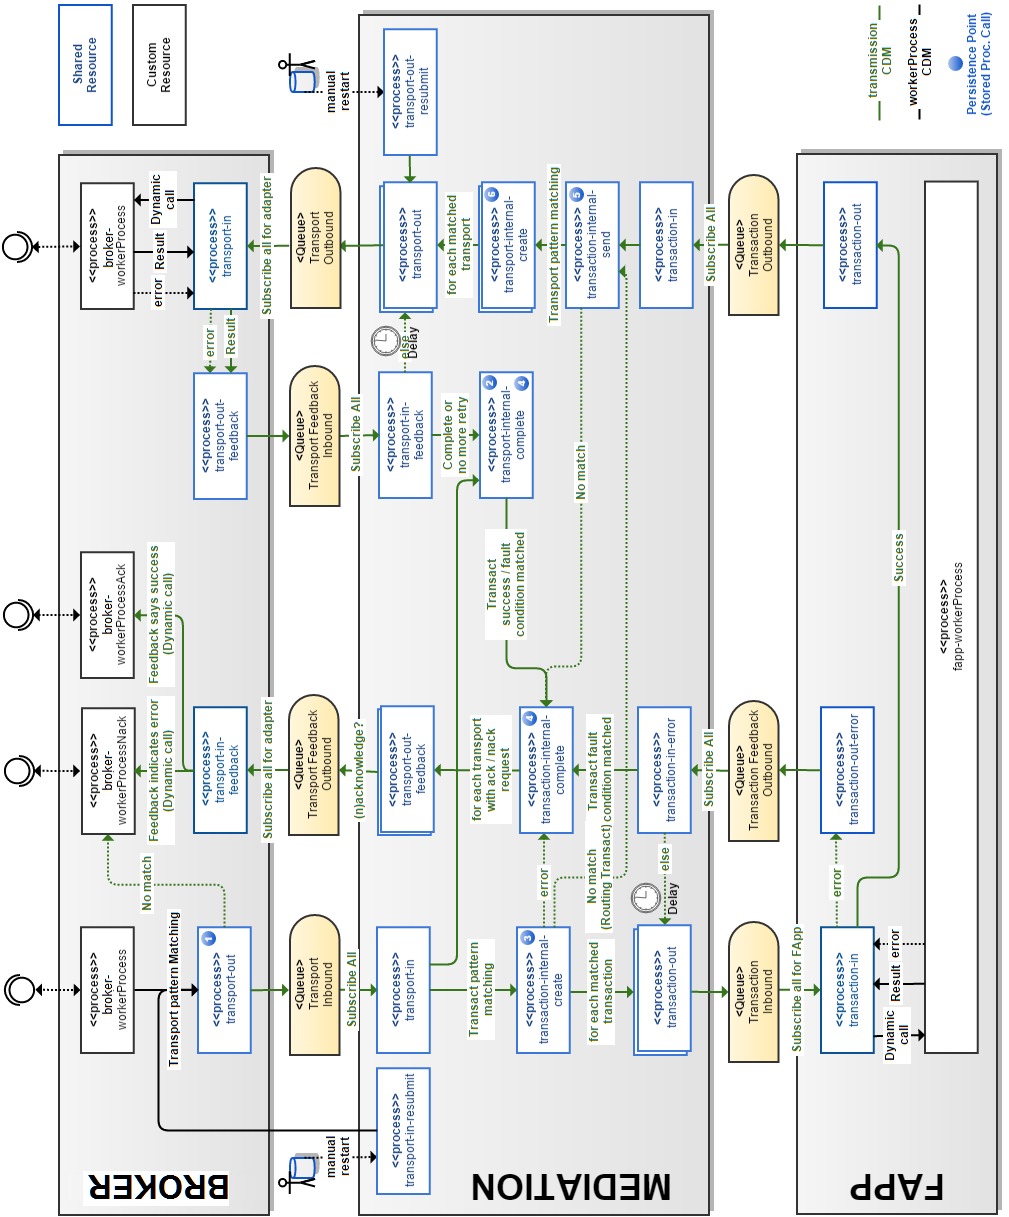 Shared
Resource
Custom
Resource
transmission
CDM
workerProcess
CDM
Persistence Point
(Stored Proc. Call)
BROKER
<<process>>
broker-
workerProcess
Dynamic
call
Result
error
<<process>>
transport-in
error
Result
<<process>>
transport-out-
feedback
<<process>>
broker-
workerProcessAck
Feedback says success
(Dynamic call)
<<process>>
broker-
workerProcessNack
Feedback indicates error
(Dynamic call)
<<process>>
transport-in-
feedback
No match
<<process>>
broker-
workerProcess
Transport pattern Matching
<<process>>
transport-out
1
Subscribe all for adapter
<Queue>
Transport
Outbound
<Queue>
Transport Feedback
Inbound
Subscribe All
Subscribe all for adapter
<Queue>
Transport Feedback
Outbound
(n)acknowledge?
<Queue>
Transport
Inbound
Subscribe All
manual
restart
manual
restart
MEDIATION
<<process>>
transport-out-
resubmit
<<process>>
transport-out
for each matched
transport
<<process>>
transport-internal-
create
6
Transport pattern matching
<<process>>
transaction-internal-
send
5
<<process>>
transaction-in
else
Delay
<<process>>
transport-in-
feedback
Complete or
no more retry
<<process>>
transport-internal-
complete
2
4
No match
Transact
success / fault
condition matched
<<process>>
transport-out-
feedback
for each transport
with ack / nack
request
<<process>>
transaction-internal-
complete
4
Transact fault
condition matched
<<process>>
transaction-in-error
error
No match
(Routing Transact)
else
Delay
<<process>>
transport-in
Transact pattern
matching
<<process>>
transaction-internal-
create
3
for each matched
transaction
<<process>>
transaction-out
<<process>>
transport-in-resubmit
Subscribe All
<Queue>
Transaction
Outbound
Subscribe All
<Queue>
Transaction Feedback
Outbound
<Queue>
Transaction
Inbound
Subscribe all for FApp
FAPP
<<process>>
transaction-out
Success
<<process>>
transaction-out-error
error
<<process>>
transaction-in
error
Result
Dynamic
call
<<process>>
fapp-workerProcess